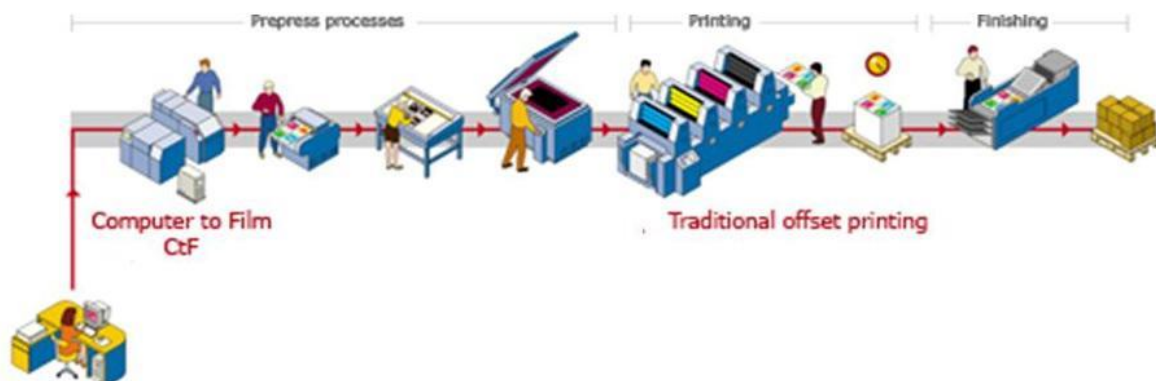 Prepress processes
Printing
Finishing
Computer to Film
CtF
Traditional offset printing